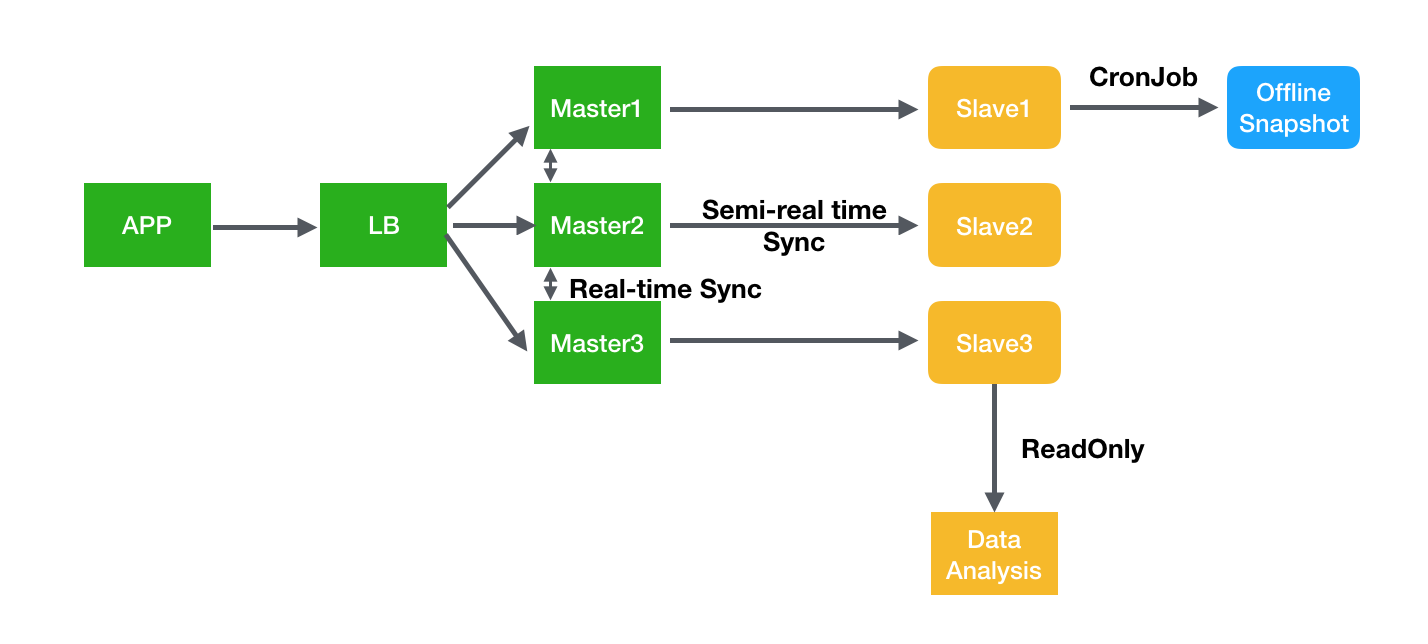 CronJob
Master1
Slave1
Offline
Snapshot
APP
LB
Master2
Semi-real time
Sync
Slave2
Real-time Sync
Master3
Slave3
ReadOnly
Data
Analysis